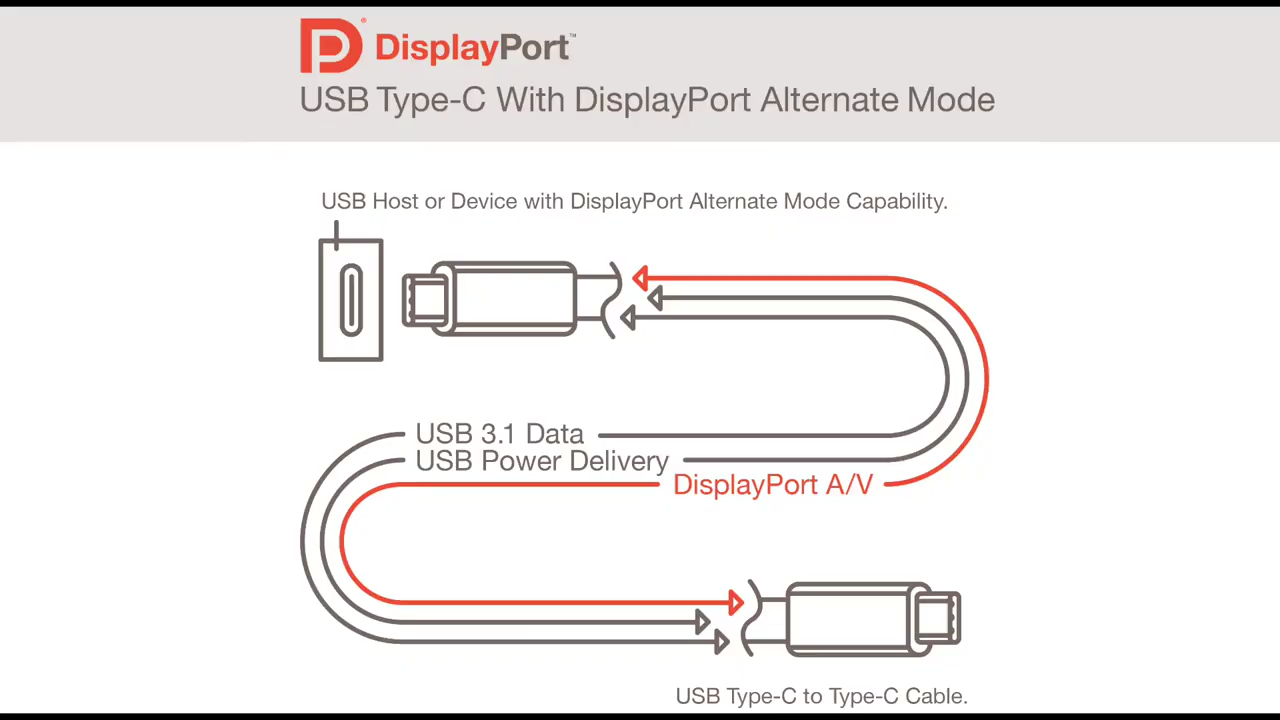 DisplayPort™
USB Type-C With DisplayPort Alternate Mode
USB Host or Device with DisplayPort Alternate Mode Capability.
USB 3.1 Data
USB Power Delivery
DisplayPort A/V
USB Type-C to Type-C Cable.